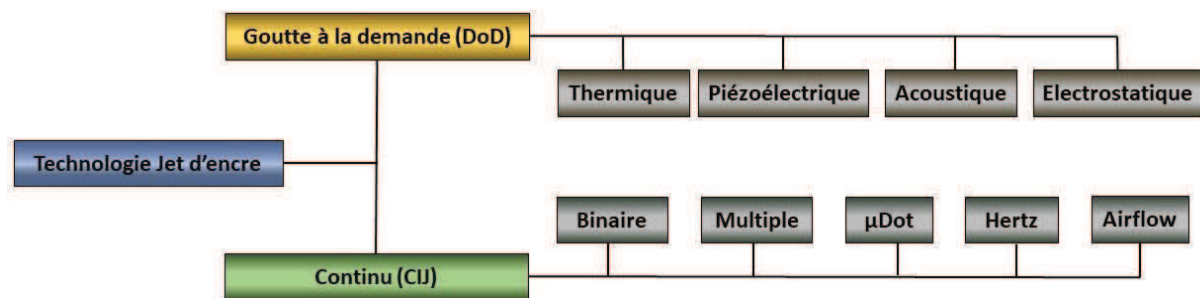 Goutte à la demande (DoD)
Thermique
Piézoélectrique
Acoustique
Electrostatique
Technologie Jet d'encre
Binaire
Multiple
µDot
Hertz
Airflow
Continu (CIJ)